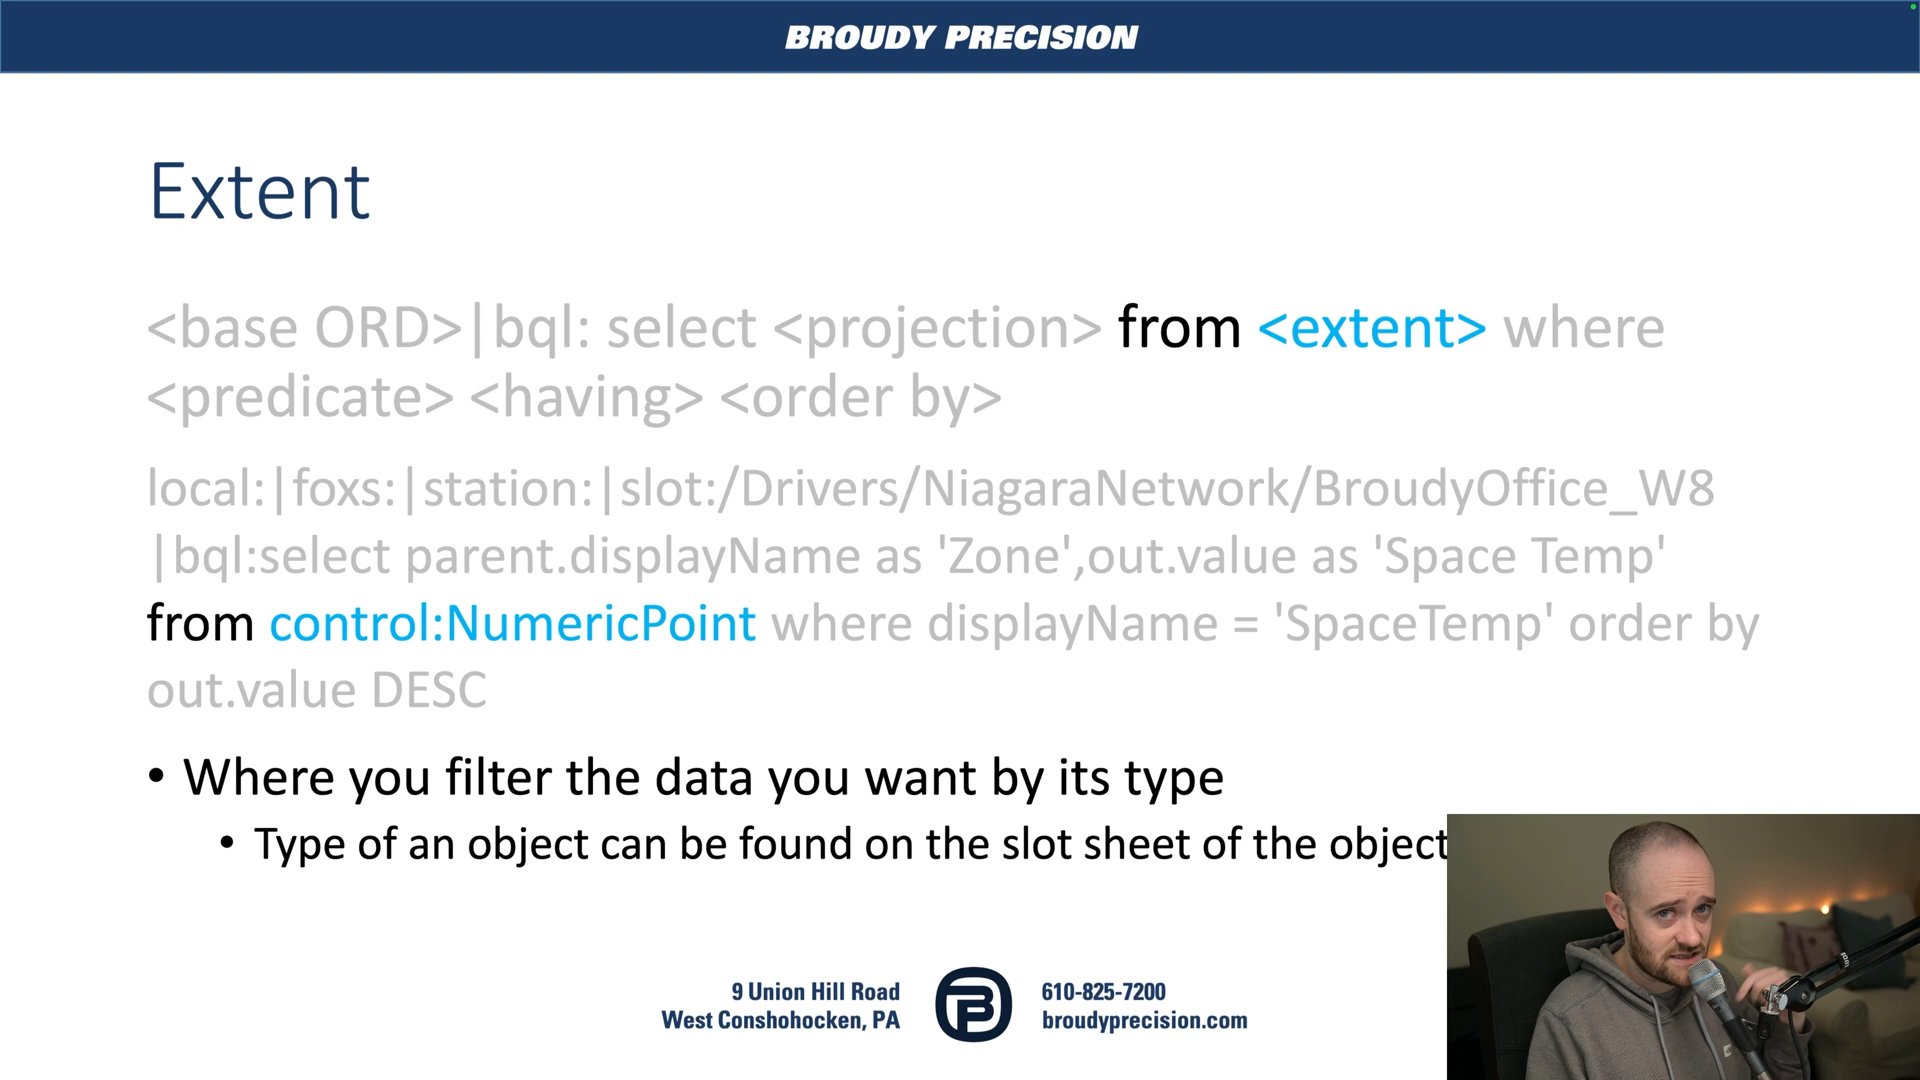 BROUDY PRECISION
Extent
<base ORD>|bql: select <projection> from <extent> where
<predicate> <having> <order by>
local:|foxs:|station:|slot:/Drivers/NiagaraNetwork/BroudyOffice_W8
|bql:select parent.displayName as 'Zone',out.value as 'Space Temp'
from control:NumericPoint where displayName = 'SpaceTemp' order by
out.value DESC
• Where you filter the data you want by its type
• Type of an object can be found on the slot sheet of the object
9 Union Hill Road
West Conshohocken, PA
610-825-7200
broudyprecision.com